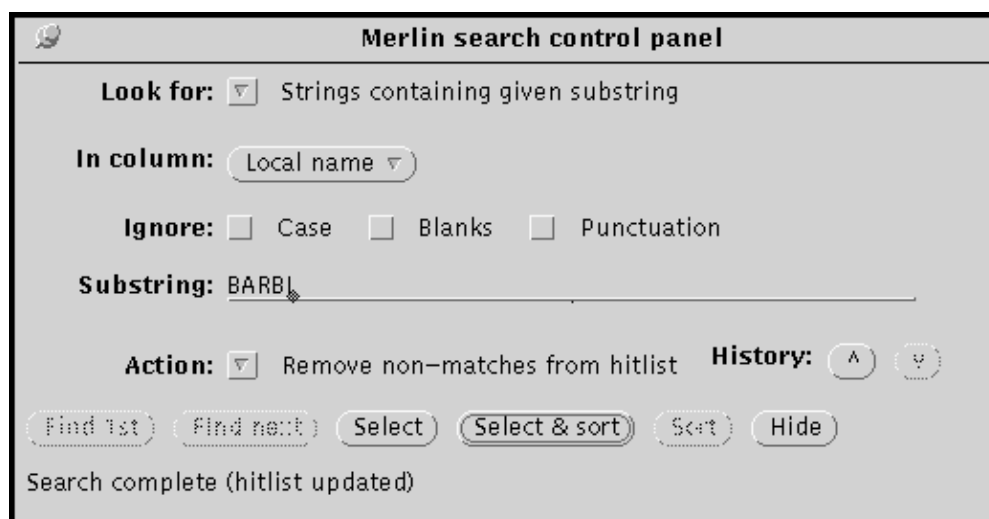 Merlin search control panel
Look for: Strings containing given substring
In column: Local name
Ignore: Case Blanks Punctuation
Substring: BARBI
Action: Remove non-matches from hitlist History: ^ v
Find 1st Find next Select Select & sort Sort Hide
Search complete (hitlist updated)